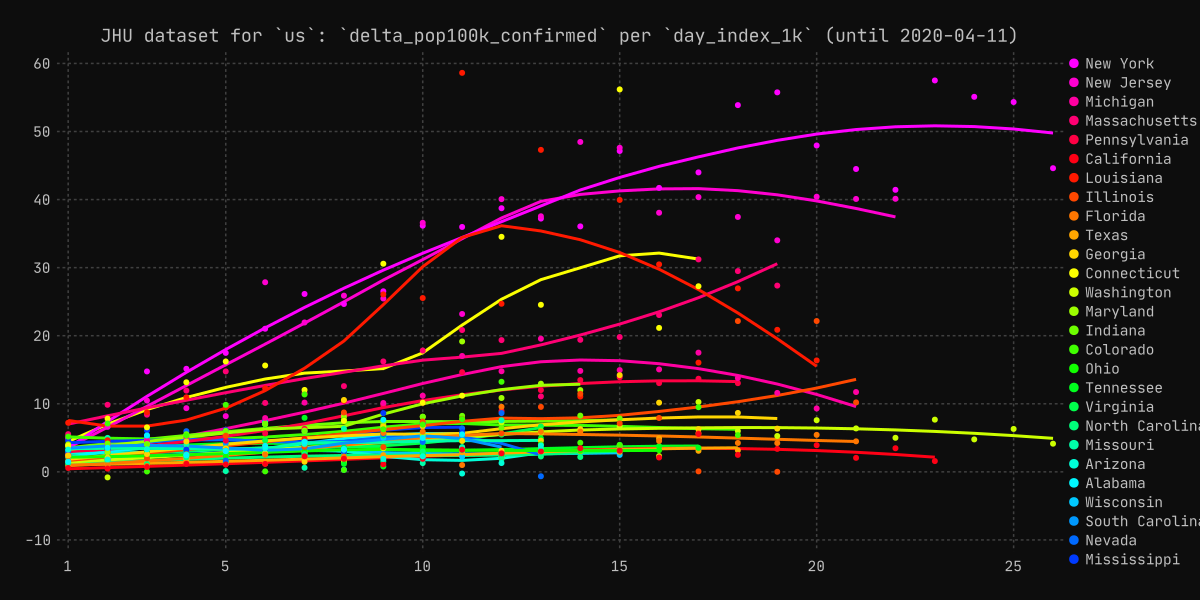 JHU dataset for `us`: `delta_pop100k_confirmed` per `day_index_1k` (until 2020-04-11)
60
50
40
30
20
10
0
-10
1
5
10
15
20
25
New York
New Jersey
Michigan
Massachusetts
Pennsylvania
California
Louisiana
Illinois
Florida
Texas
Georgia
Connecticut
Washington
Maryland
Indiana
Colorado
Ohio
Tennessee
Virginia
North Carolina
Missouri
Arizona
Alabama
Wisconsin
South Carolina
Nevada
Mississippi